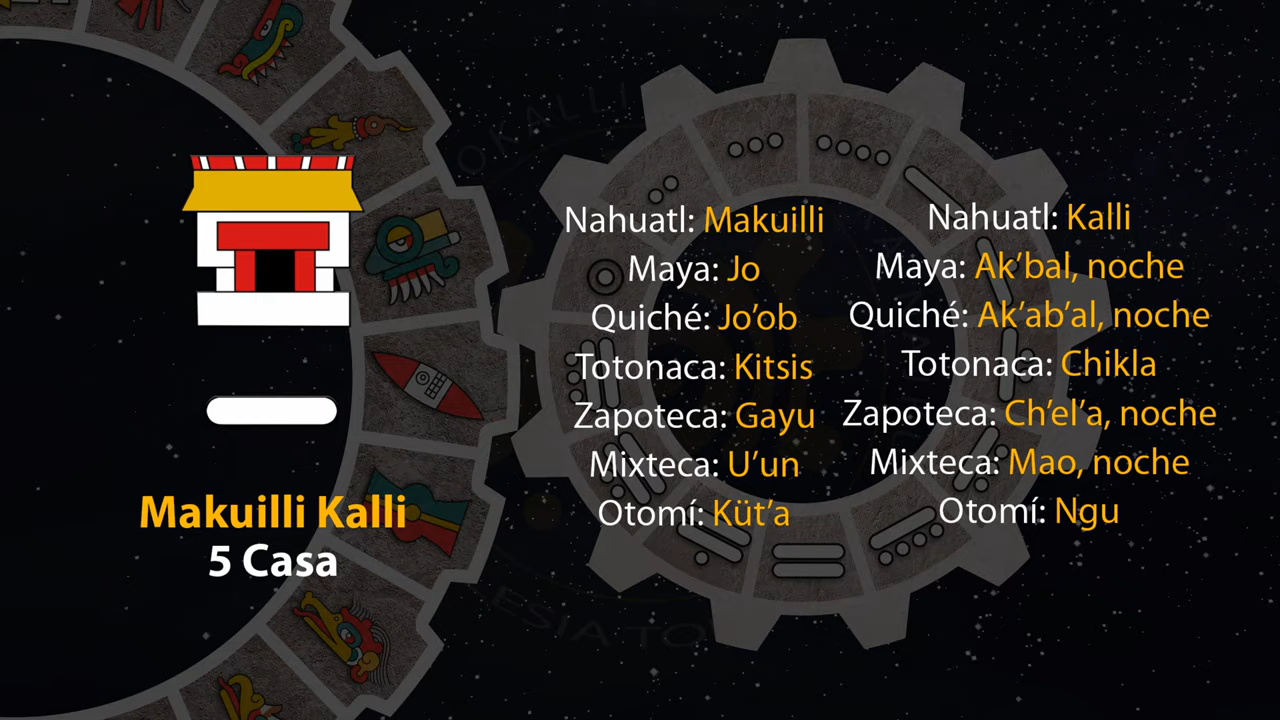 Nahuatl: Makuilli
Maya: Jo
Quiché: Jo’ob
Totonaca: Kitsis
Zapoteca: Gayu
Mixteca: U’un
Otomí: Küt’a
Nahuatl: Kalli
Maya: Ak’bal, noche
Quiché: Ak’ab’al, noche
Totonaca: Chikla
Zapoteca: Ch’el’a, noche
Mixteca: Mao, noche
Otomí: Ngu
Makuilli Kalli
5 Casa